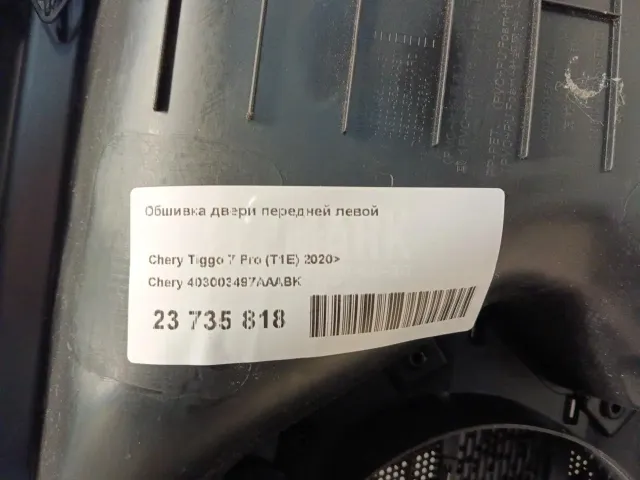 Обшивка двери передней левой
Chery Tiggo 7 Pro (T1E) 2020>
Chery 403003497AAABK
23 735 818